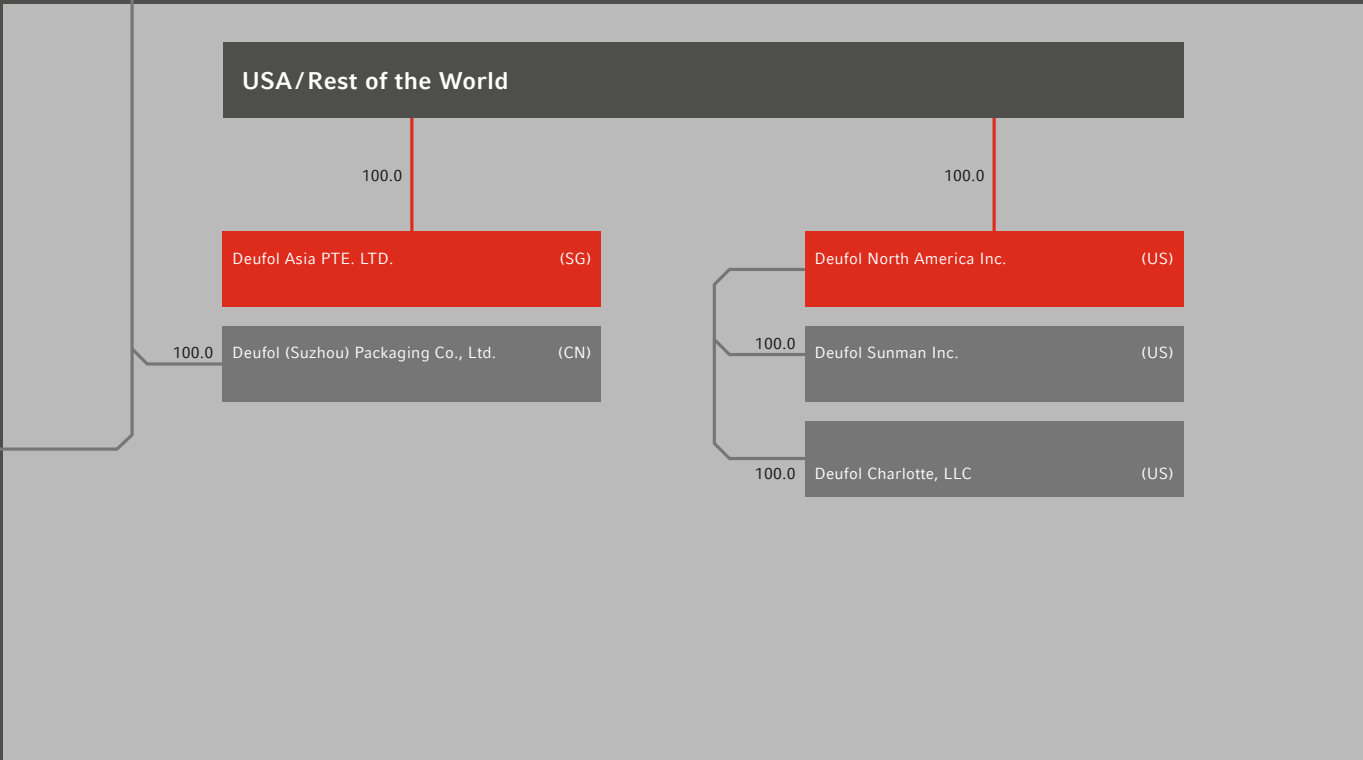 USA/Rest of the World
100.0
100.0
Deufol Asia PTE. LTD. (SG)
Deufol North America Inc. (US)
100.0
Deufol (Suzhou) Packaging Co., Ltd. (CN)
100.0
Deufol Sunman Inc. (US)
100.0
Deufol Charlotte, LLC (US)